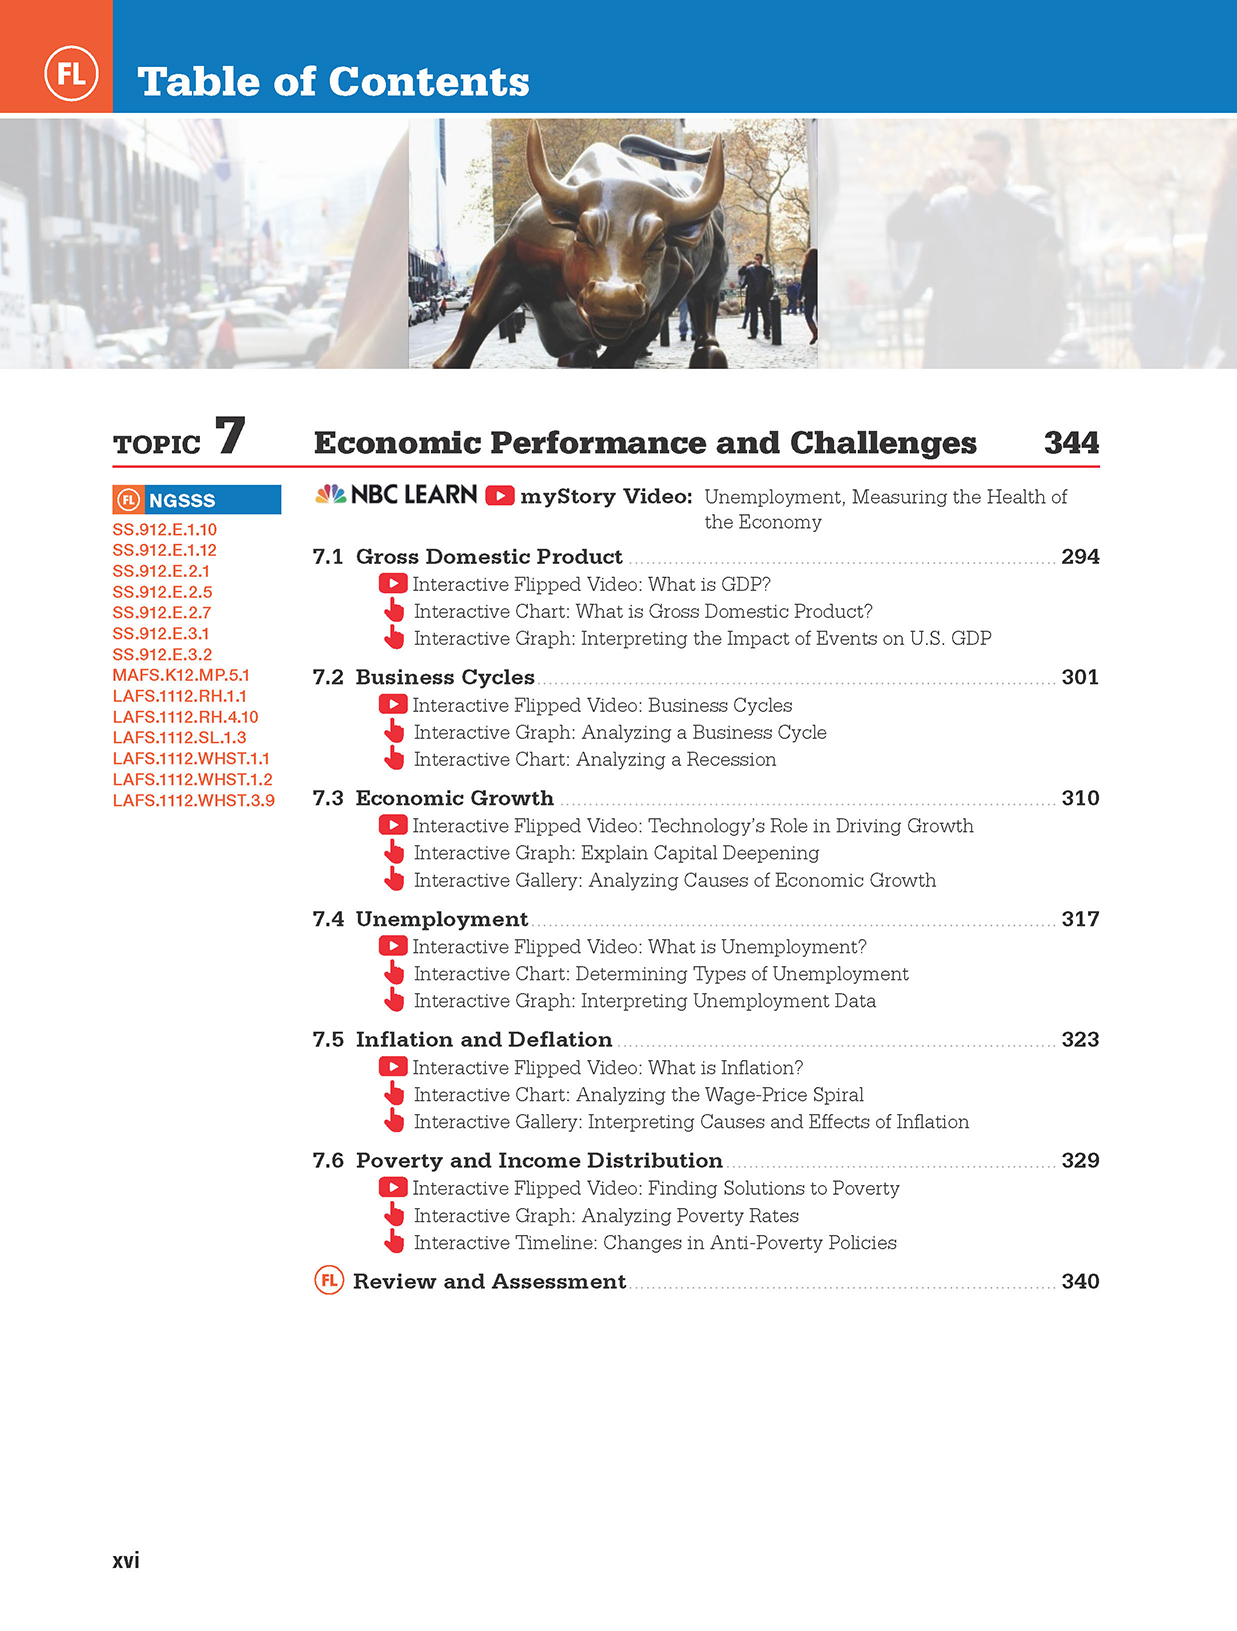 FL Table of Contents
TOPIC 7 Economic Performance and Challenges 344
FL NGSSS
SS.912.E.1.10
SS.912.E.1.12
SS.912.E.2.1
SS.912.E.2.5
SS.912.E.2.7
SS.912.E.3.1
SS.912.E.3.2
MAFS.K12.MP.5.1
LAFS.1112.RH.1.1
LAFS.1112.RH.4.10
LAFS.1112.SL.1.3
LAFS.1112.WHST.1.1
LAFS.1112.WHST.1.2
LAFS.1112.WHST.3.9
NBC LEARN myStory Video: Unemployment, Measuring the Health of
the Economy
7.1 Gross Domestic Product 294
Interactive Flipped Video: What is GDP?
Interactive Chart: What is Gross Domestic Product?
Interactive Graph: Interpreting the Impact of Events on U.S. GDP
7.2 Business Cycles 301
Interactive Flipped Video: Business Cycles
Interactive Graph: Analyzing a Business Cycle
Interactive Chart: Analyzing a Recession
7.3 Economic Growth 310
Interactive Flipped Video: Technology’s Role in Driving Growth
Interactive Graph: Explain Capital Deepening
Interactive Gallery: Analyzing Causes of Economic Growth
7.4 Unemployment 317
Interactive Flipped Video: What is Unemployment?
Interactive Chart: Determining Types of Unemployment
Interactive Graph: Interpreting Unemployment Data
7.5 Inflation and Deflation 323
Interactive Flipped Video: What is Inflation?
Interactive Chart: Analyzing the Wage-Price Spiral
Interactive Gallery: Interpreting Causes and Effects of Inflation
7.6 Poverty and Income Distribution 329
Interactive Flipped Video: Finding Solutions to Poverty
Interactive Graph: Analyzing Poverty Rates
Interactive Timeline: Changes in Anti-Poverty Policies
FL Review and Assessment 340
xvi